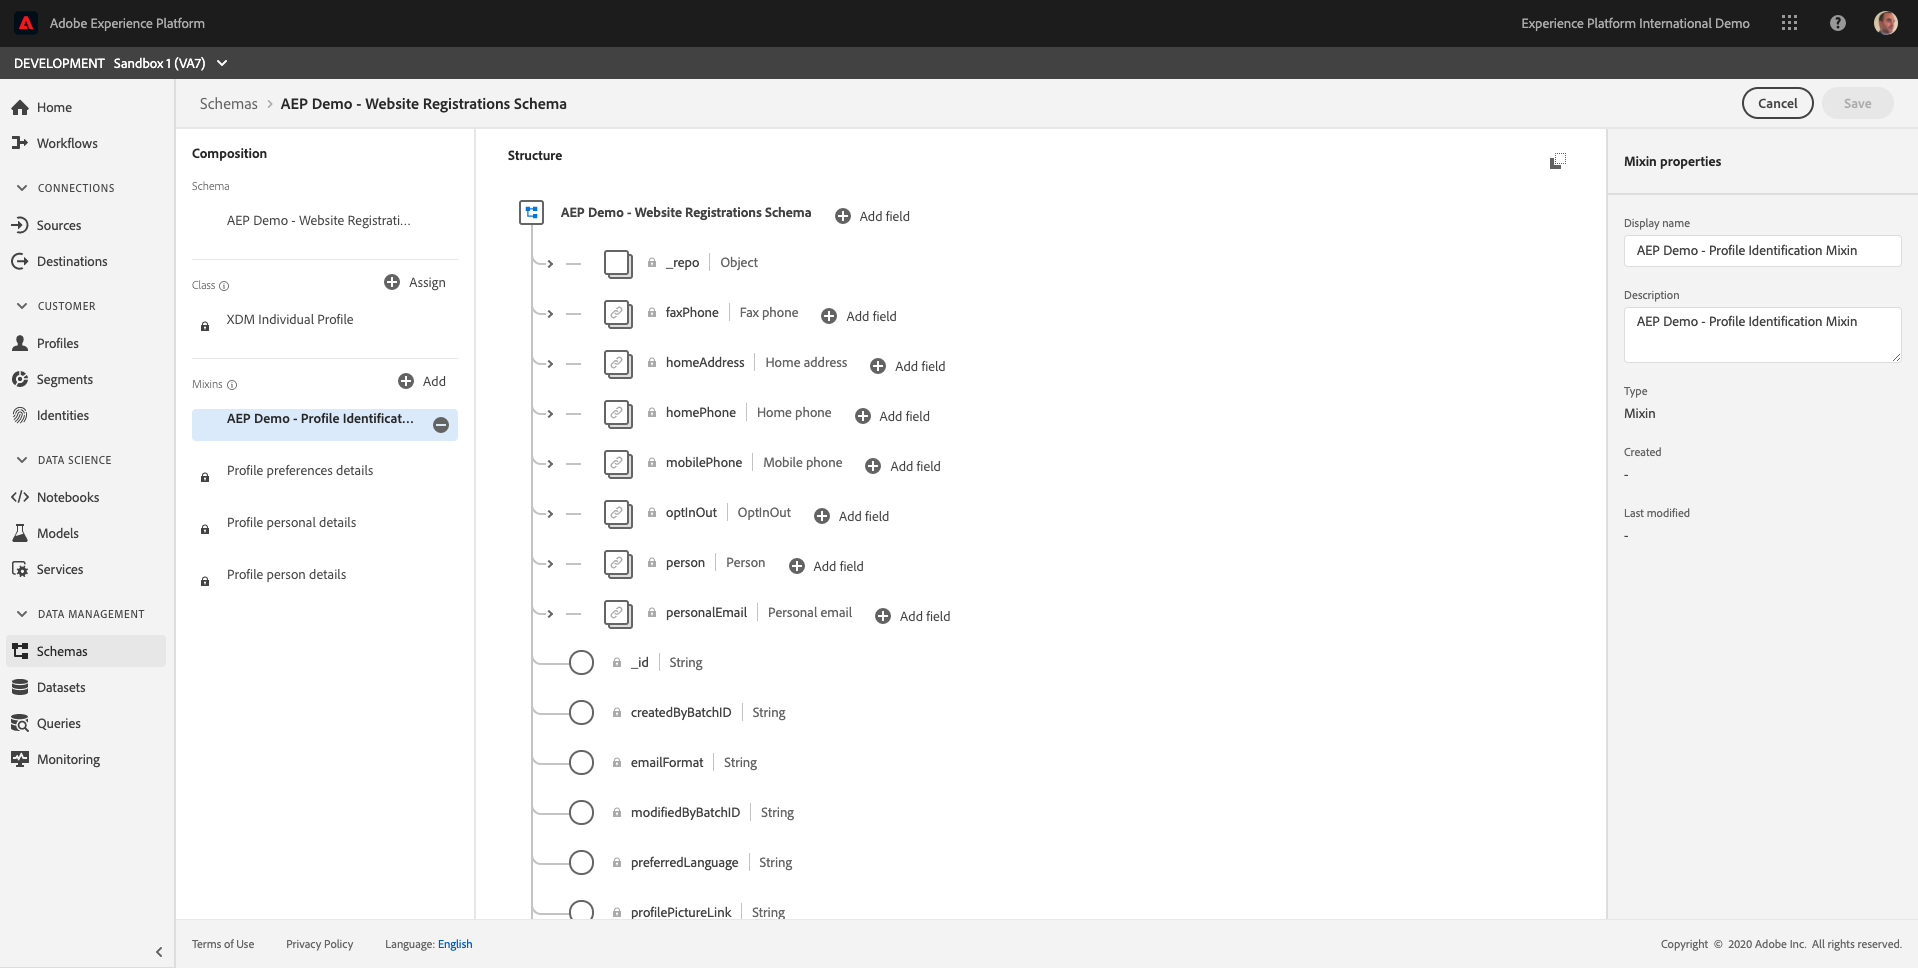 Adobe Experience Platform
Experience Platform International Demo
DEVELOPMENT Sandbox 1 (VA7)
Home
Workflows
CONNECTIONS
Sources
Destinations
CUSTOMER
Profiles
Segments
Identities
DATA SCIENCE
Notebooks
Models
Services
DATA MANAGEMENT
Schemas
Datasets
Queries
Monitoring
Schemas > AEP Demo - Website Registrations Schema
Cancel
Save
Composition
Schema
AEP Demo - Website Registrati...
Class
Assign
XDM Individual Profile
Mixins
Add
AEP Demo - Profile Identificat...
Profile preferences details
Profile personal details
Profile person details
Structure
AEP Demo - Website Registrations Schema Add field
_repo Object
faxPhone Fax phone Add field
homeAddress Home address Add field
homePhone Home phone Add field
mobilePhone Mobile phone Add field
optInOut OptInOut Add field
person Person Add field
personalEmail Personal email Add field
_id String
createdByBatchID String
emailFormat String
modifiedByBatchID String
preferredLanguage String
profilePictureLink String
Mixin properties
Display name
AEP Demo - Profile Identification Mixin
Description
AEP Demo - Profile Identification Mixin
Type
Mixin
Created
-
Last modified
-
Terms of Use Privacy Policy Language: English
Copyright © 2020 Adobe Inc. All rights reserved.